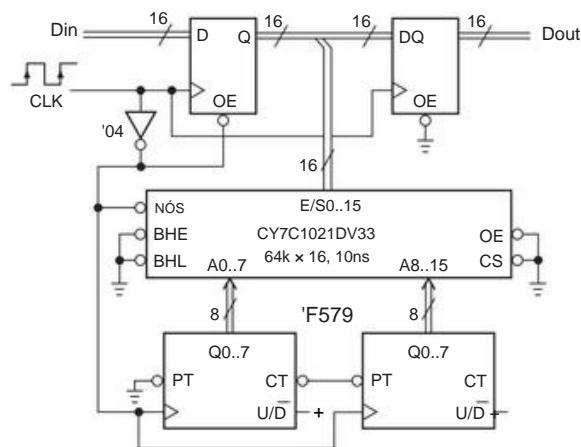 16 16 16 16
Din D Q DQ Dout
CLK OE OE
'04
16
NÓS E/S0..15
BHE CY7C1021DV33 OE
BHL 64k × 16, 10ns CS
A0..7 A8..15
8 'F579 8
Q0..7 Q0..7
PT CT PT CT
U/D + U/D +